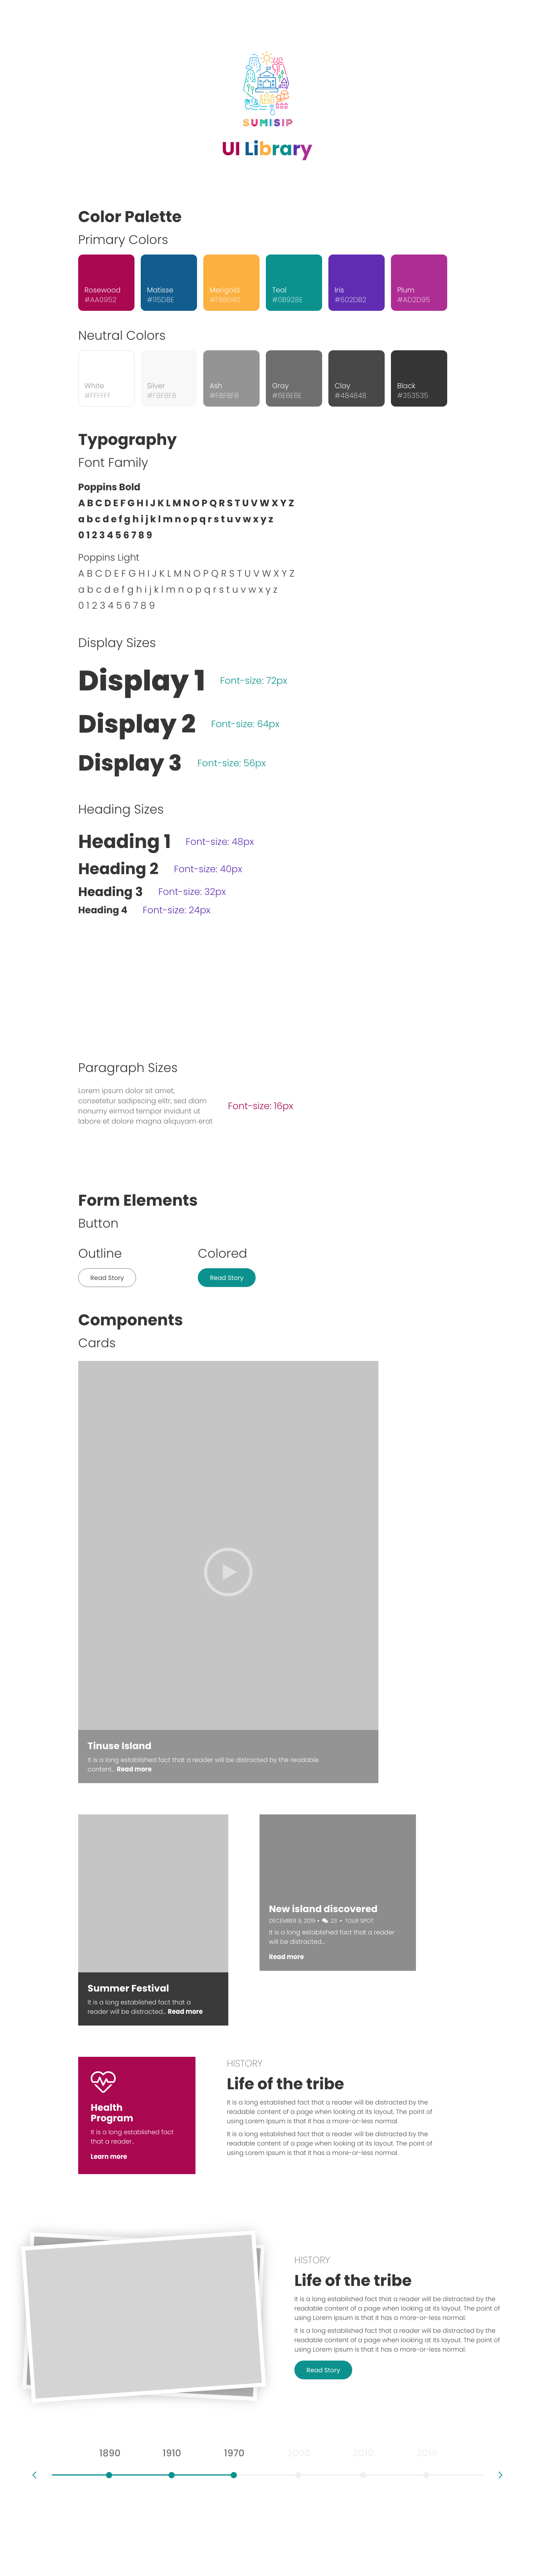 SUMISIP
UI Library
Color Palette
Primary Colors
Rosewood
#AA0952
Matisse
#115D8E
Merigold
#FBB040
Teal
#0B928E
Iris
#602DB2
Plum
#AD2D95
Neutral Colors
White
#FFFFFF
Silver
#F8F8F8
Ash
#F8F8F8
Gray
#6E6E6E
Clay
#484848
Black
#353535
Typography
Font Family
Poppins Bold
A B C D E F G H I J K L M N O P Q R S T U V W X Y Z
a b c d e f g h i j k l m n o p q r s t u v w x y z
0 1 2 3 4 5 6 7 8 9
Poppins Light
A B C D E F G H I J K L M N O P Q R S T U V W X Y Z
a b c d e f g h i j k l m n o p q r s t u v w x y z
0 1 2 3 4 5 6 7 8 9
Display Sizes
Display 1 Font-size: 72px
Display 2 Font-size: 64px
Display 3 Font-size: 56px
Heading Sizes
Heading 1 Font-size: 48px
Heading 2 Font-size: 40px
Heading 3 Font-size: 32px
Heading 4 Font-size: 24px
Paragraph Sizes
Lorem ipsum dolor sit amet,
consetetur sadipscing elitr, sed diam
nonumy eirmod tempor invidunt ut
labore et dolore magna aliquyam erat
Font-size: 16px
Form Elements
Button
Outline
Read Story
Colored
Read Story
Components
Cards
Tinuse Island
It is a long established fact that a reader will be distracted by the readable
content... Read more
Summer Festival
It is a long established fact that a
reader will be distracted... Read more
New island discovered
DECEMBER 9, 2019 • 23 • TOUR SPOT
It is a long established fact that a reader
will be distracted...
Read more
Health
Program
It is a long established fact
that a reader..
Learn more
HISTORY
Life of the tribe
It is a long established fact that a reader will be distracted by the
readable content of a page when looking at its layout. The point of
using Lorem Ipsum is that it has a more-or-less normal.
It is a long established fact that a reader will be distracted by the
readable content of a page when looking at its layout. The point of
using Lorem Ipsum is that it has a more-or-less normal.
HISTORY
Life of the tribe
It is a long established fact that a reader will be distracted by the
readable content of a page when looking at its layout. The point of
using Lorem Ipsum is that it has a more-or-less normal.
It is a long established fact that a reader will be distracted by the
readable content of a page when looking at its layout. The point of
using Lorem Ipsum is that it has a more-or-less normal.
Read Story
1890 1910 1970 2000 2010 2019